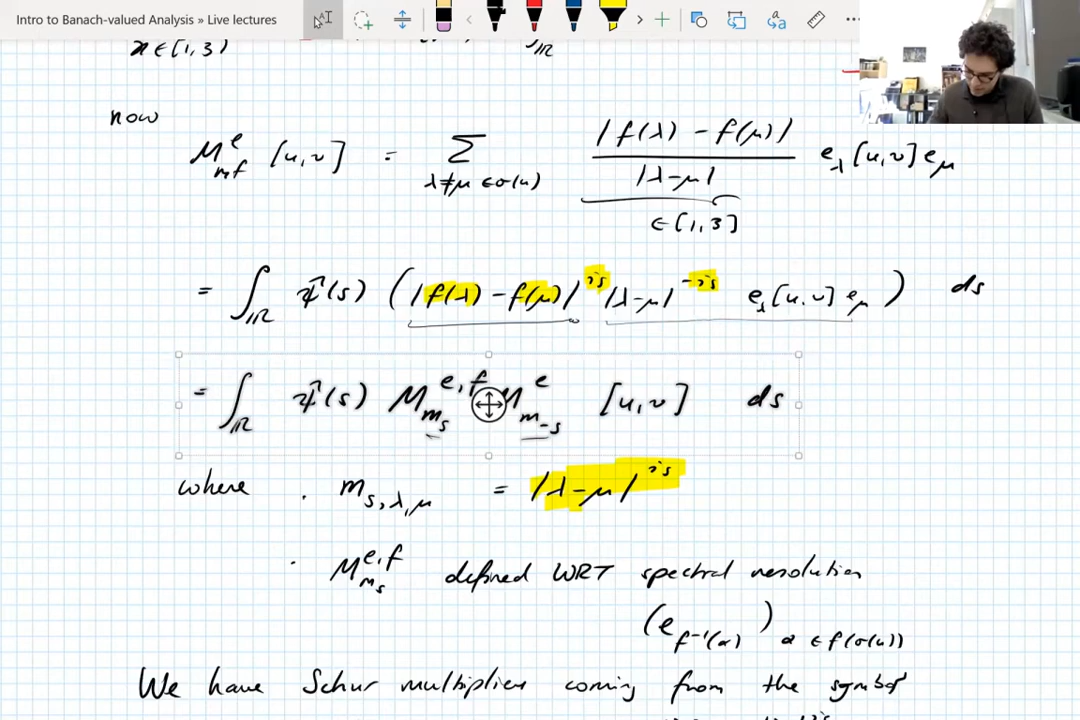 Intro to Banach-valued Analysis » Live lectures
x ∈ [1, 3)
∫_ℝ
now
M^e_{m_f} [u,v] = Σ_{λ≠μ ∈ σ(u)} |f(λ) - f(μ)| / |λ-μ| e_λ [u,v] e_μ
∈ [1, 3]
= ∫_ℝ ψ̂(s) ( |f(λ) - f(μ)|^{is} |λ-μ|^{-is} e_λ [u,v] e_μ ) ds
= ∫_ℝ ψ̂(s) M^{e,f}_{m_s} M^e_{m_{-s}} [u,v] ds
where · m_{s,λ,μ} = |λ-μ|^{is}
· M^{e,f}_{m_s} defined WRT spectral resolution
(e_{f^{-1}(α)})_{α ∈ f(σ(u))}
We have Schur multiplier coming from the symbol